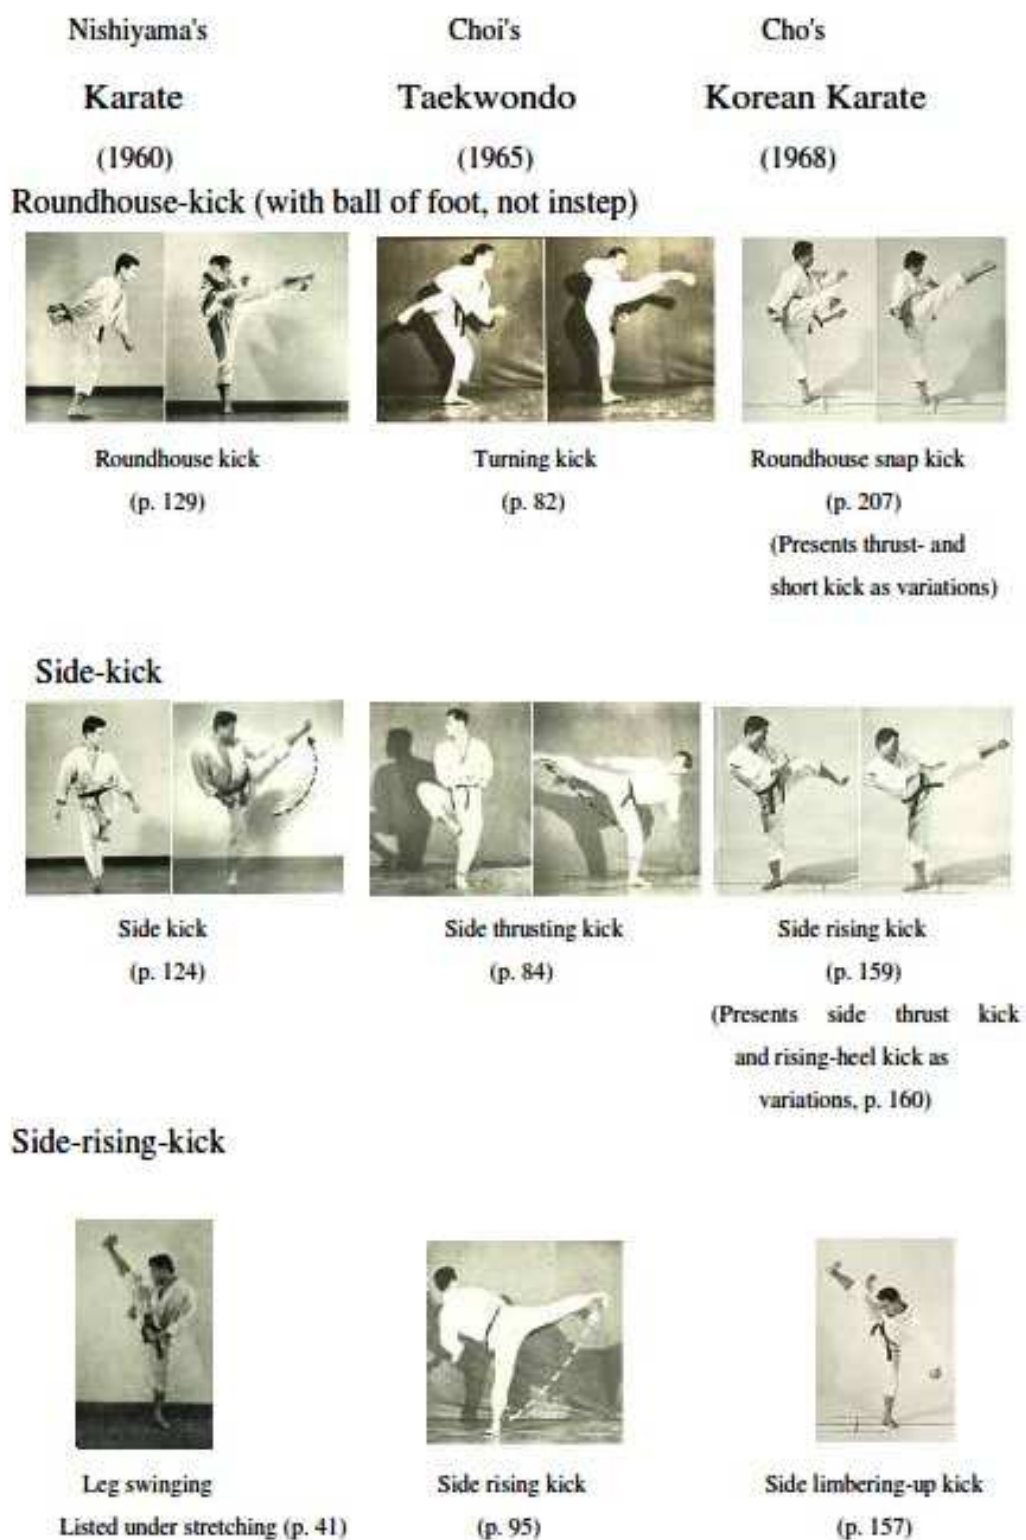 Nishiyama's Choi's Cho's
Karate Taekwondo Korean Karate
(1960) (1965) (1968)
Roundhouse-kick (with ball of foot, not instep)
Roundhouse kick Turning kick Roundhouse snap kick
(p. 129) (p. 82) (p. 207)
(Presents thrust- and
short kick as variations)
Side-kick
Side kick Side thrusting kick Side rising kick
(p. 124) (p. 84) (p. 159)
(Presents side thrust kick
and rising-heel kick as
variations, p. 160)
Side-rising-kick
Leg swinging Side rising kick Side limbering-up kick
Listed under stretching (p. 41) (p. 95) (p. 157)